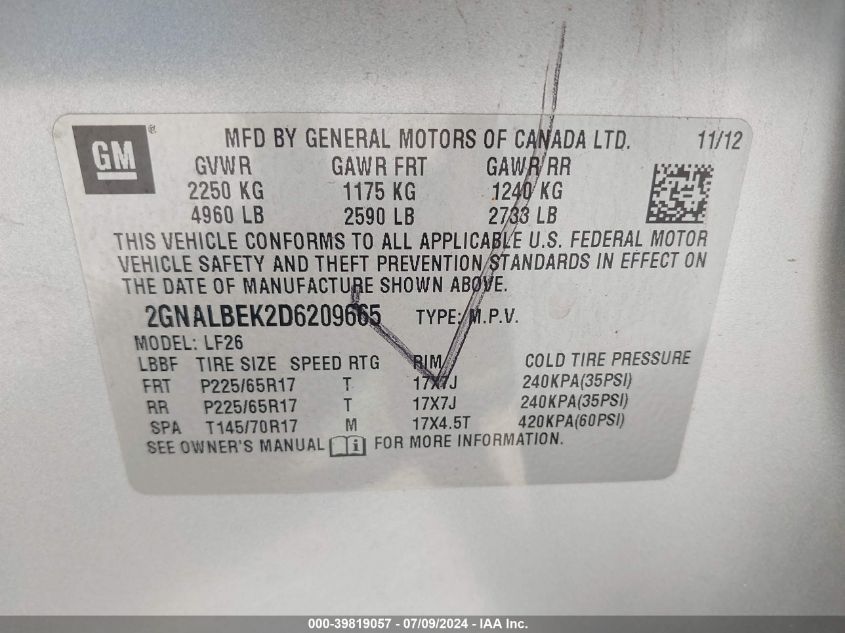 GM ®
MFD BY GENERAL MOTORS OF CANADA LTD. 11/12
GVWR GAWR FRT GAWR RR
2250 KG 1175 KG 1240 KG
4960 LB 2590 LB 2733 LB
THIS VEHICLE CONFORMS TO ALL APPLICABLE U.S. FEDERAL MOTOR
VEHICLE SAFETY AND THEFT PREVENTION STANDARDS IN EFFECT ON
THE DATE OF MANUFACTURE SHOWN ABOVE.
2GNALBEK2D6209665 TYPE: M.P.V.
MODEL: LF26
LBBF TIRE SIZE SPEED RTG RIM COLD TIRE PRESSURE
FRT P225/65R17 T 17X7J 240KPA(35PSI)
RR P225/65R17 T 17X7J 240KPA(35PSI)
SPA T145/70R17 M 17X4.5T 420KPA(60PSI)
SEE OWNER'S MANUAL i FOR MORE INFORMATION.
000-39819057 - 07/09/2024 - IAA Inc.